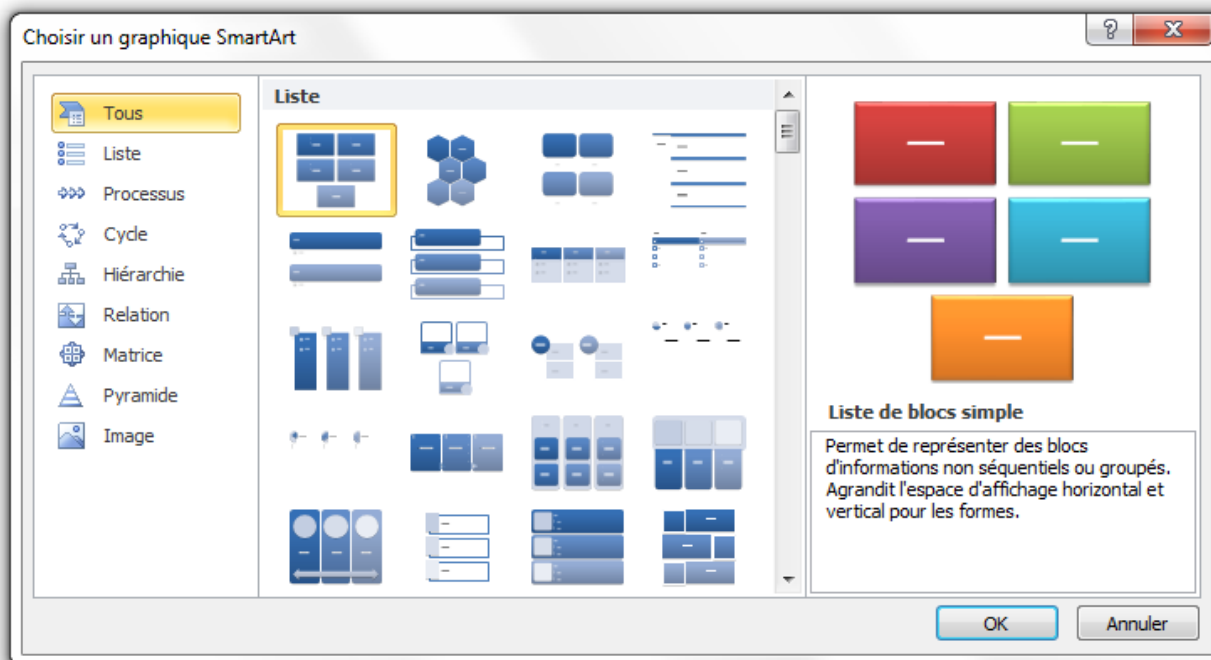 Choisir un graphique SmartArt
Tous
Liste
Processus
Cycle
Hiérarchie
Relation
Matrice
Pyramide
Image
Liste
Liste de blocs simple
Permet de représenter des blocs
d'informations non séquentiels ou groupés.
Agrandit l'espace d'affichage horizontal et
vertical pour les formes.
OK
Annuler